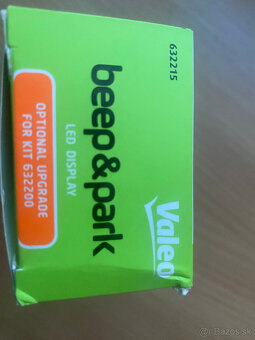 632215
Valeo
beep&park
LED DISPLAY
OPTIONAL UPGRADE
FOR KIT 632200
Bazos.sk